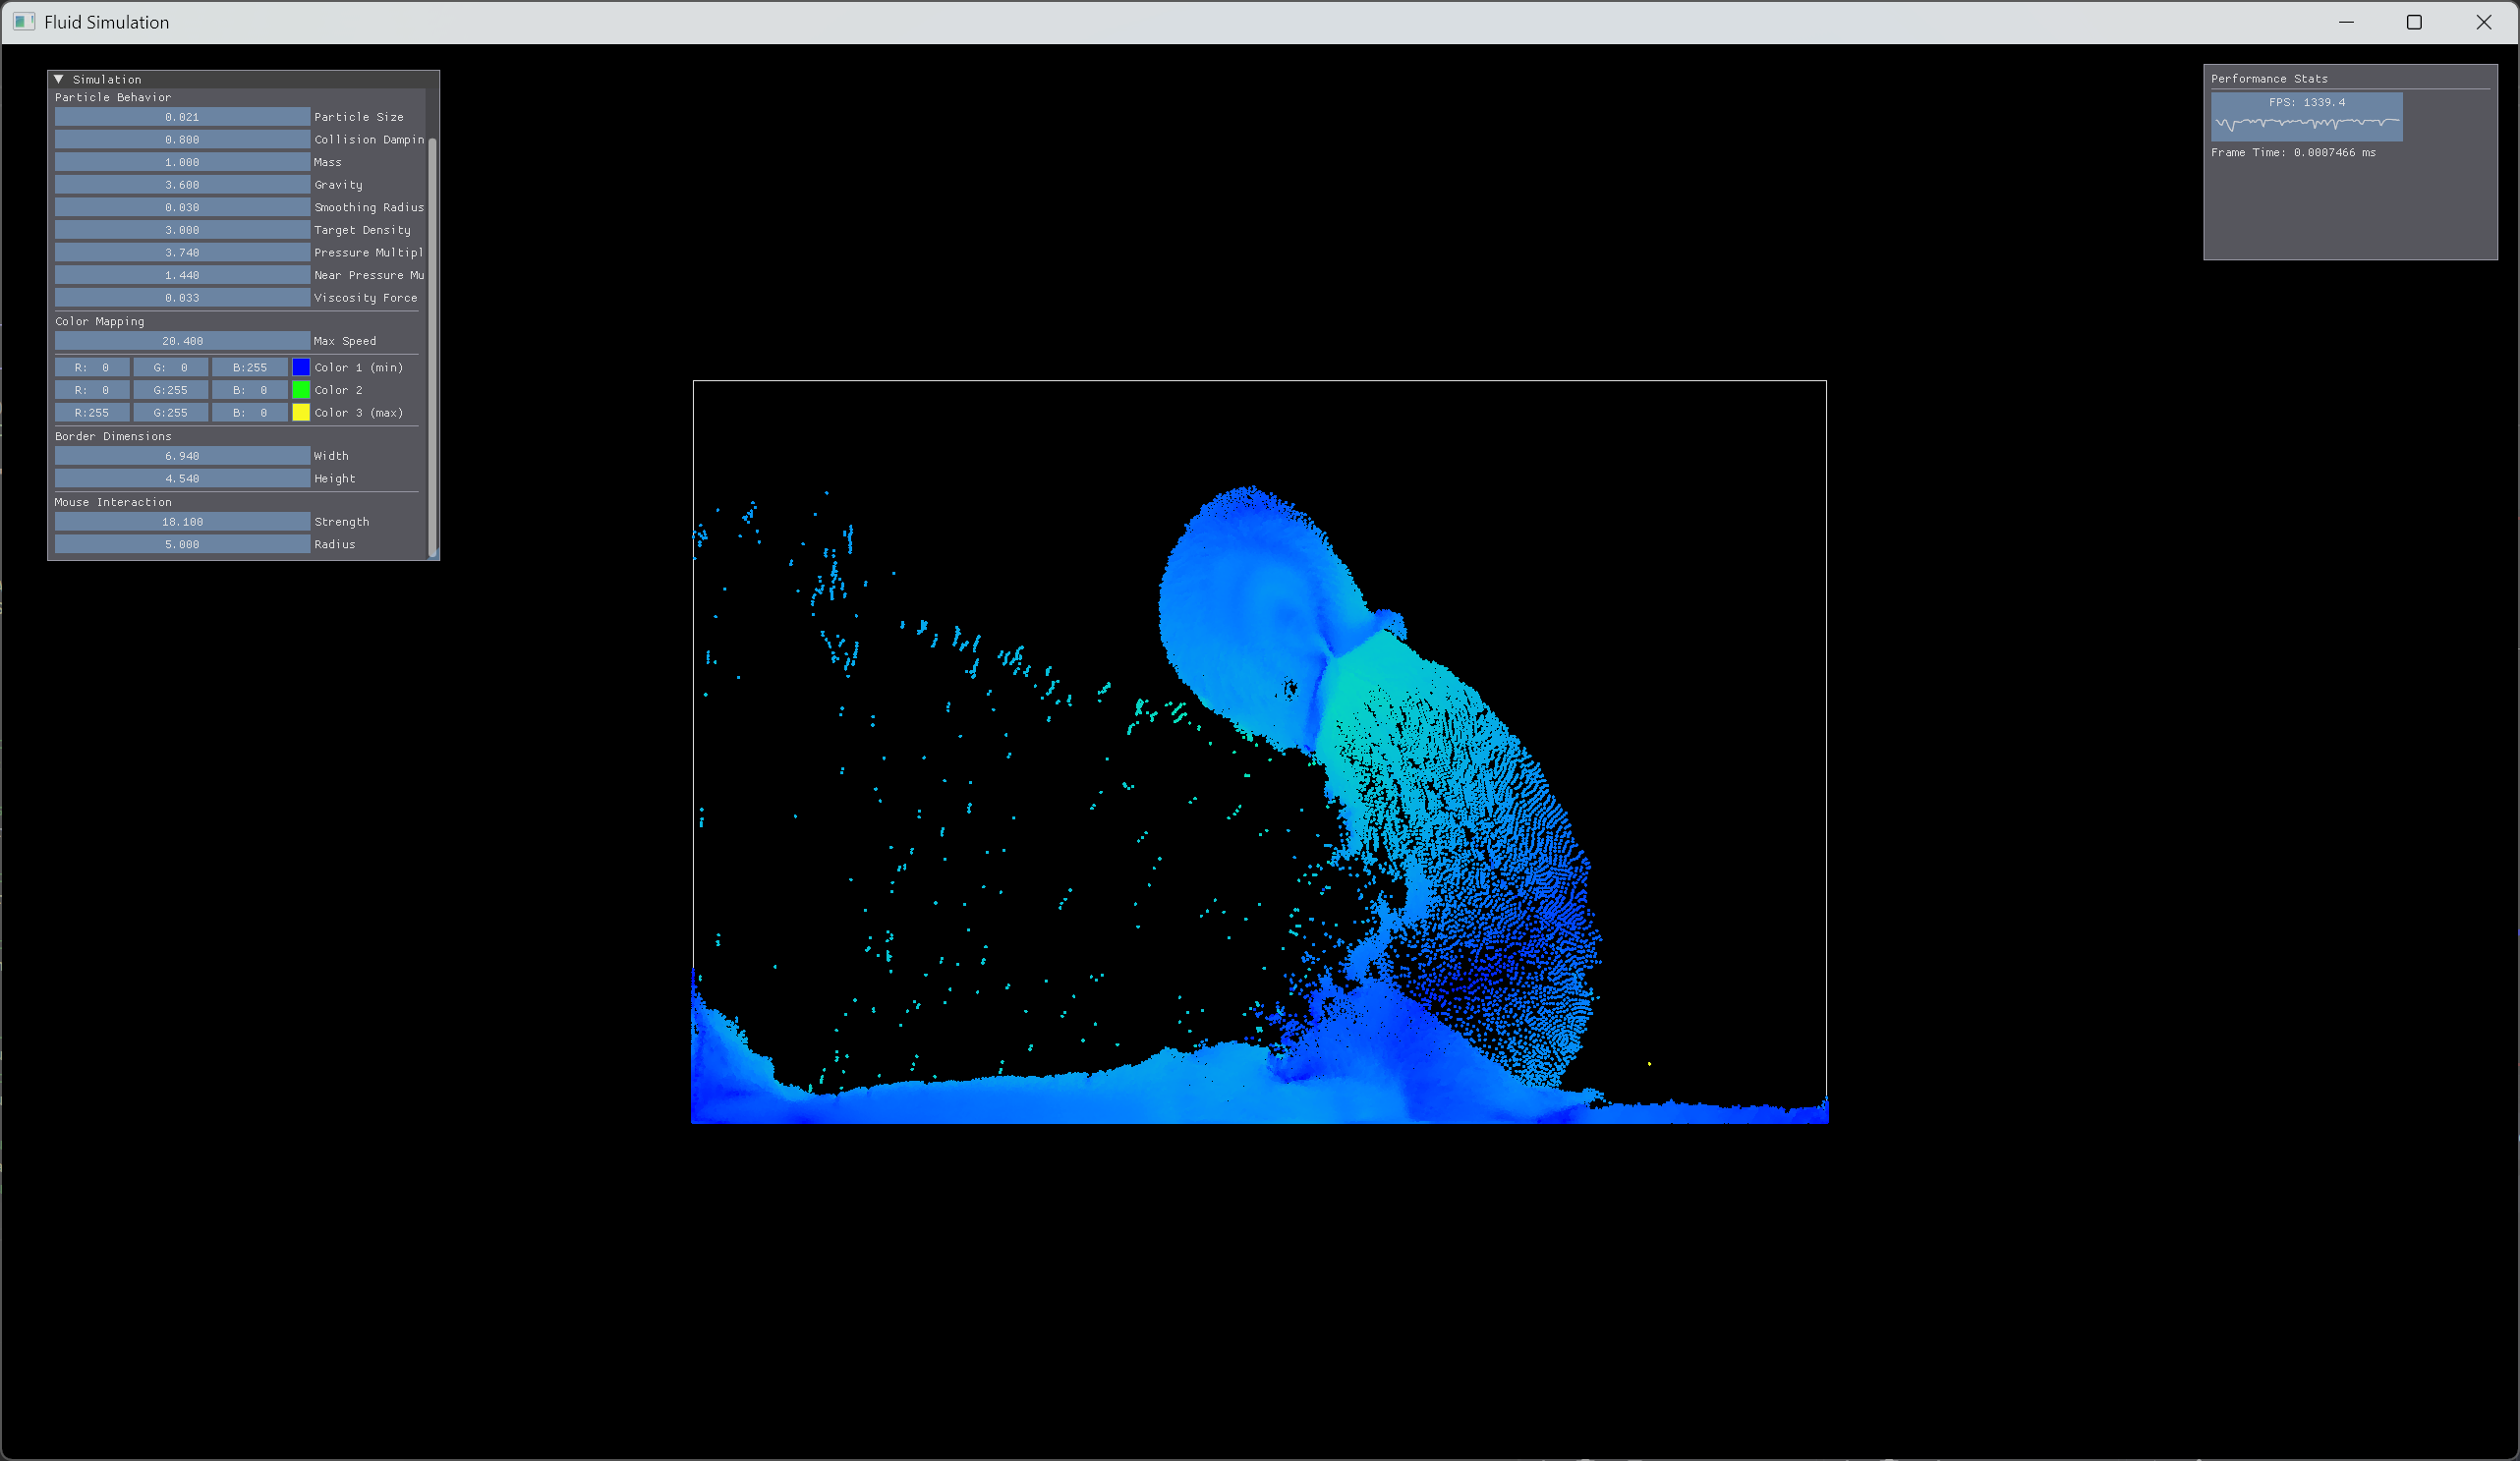 Fluid Simulation
Simulation
Particle Behavior
0.021 Particle Size
0.800 Collision Dampin
1.000 Mass
3.600 Gravity
0.030 Smoothing Radius
3.000 Target Density
3.740 Pressure Multipl
1.440 Near Pressure Mu
0.033 Viscosity Force
Color Mapping
20.400 Max Speed
R: 0 G: 0 B:255 Color 1 (min)
R: 0 G:255 B: 0 Color 2
R:255 G:255 B: 0 Color 3 (max)
Border Dimensions
6.940 Width
4.540 Height
Mouse Interaction
18.100 Strength
5.000 Radius
Performance Stats
FPS: 1339.4
Frame Time: 0.0007466 ms